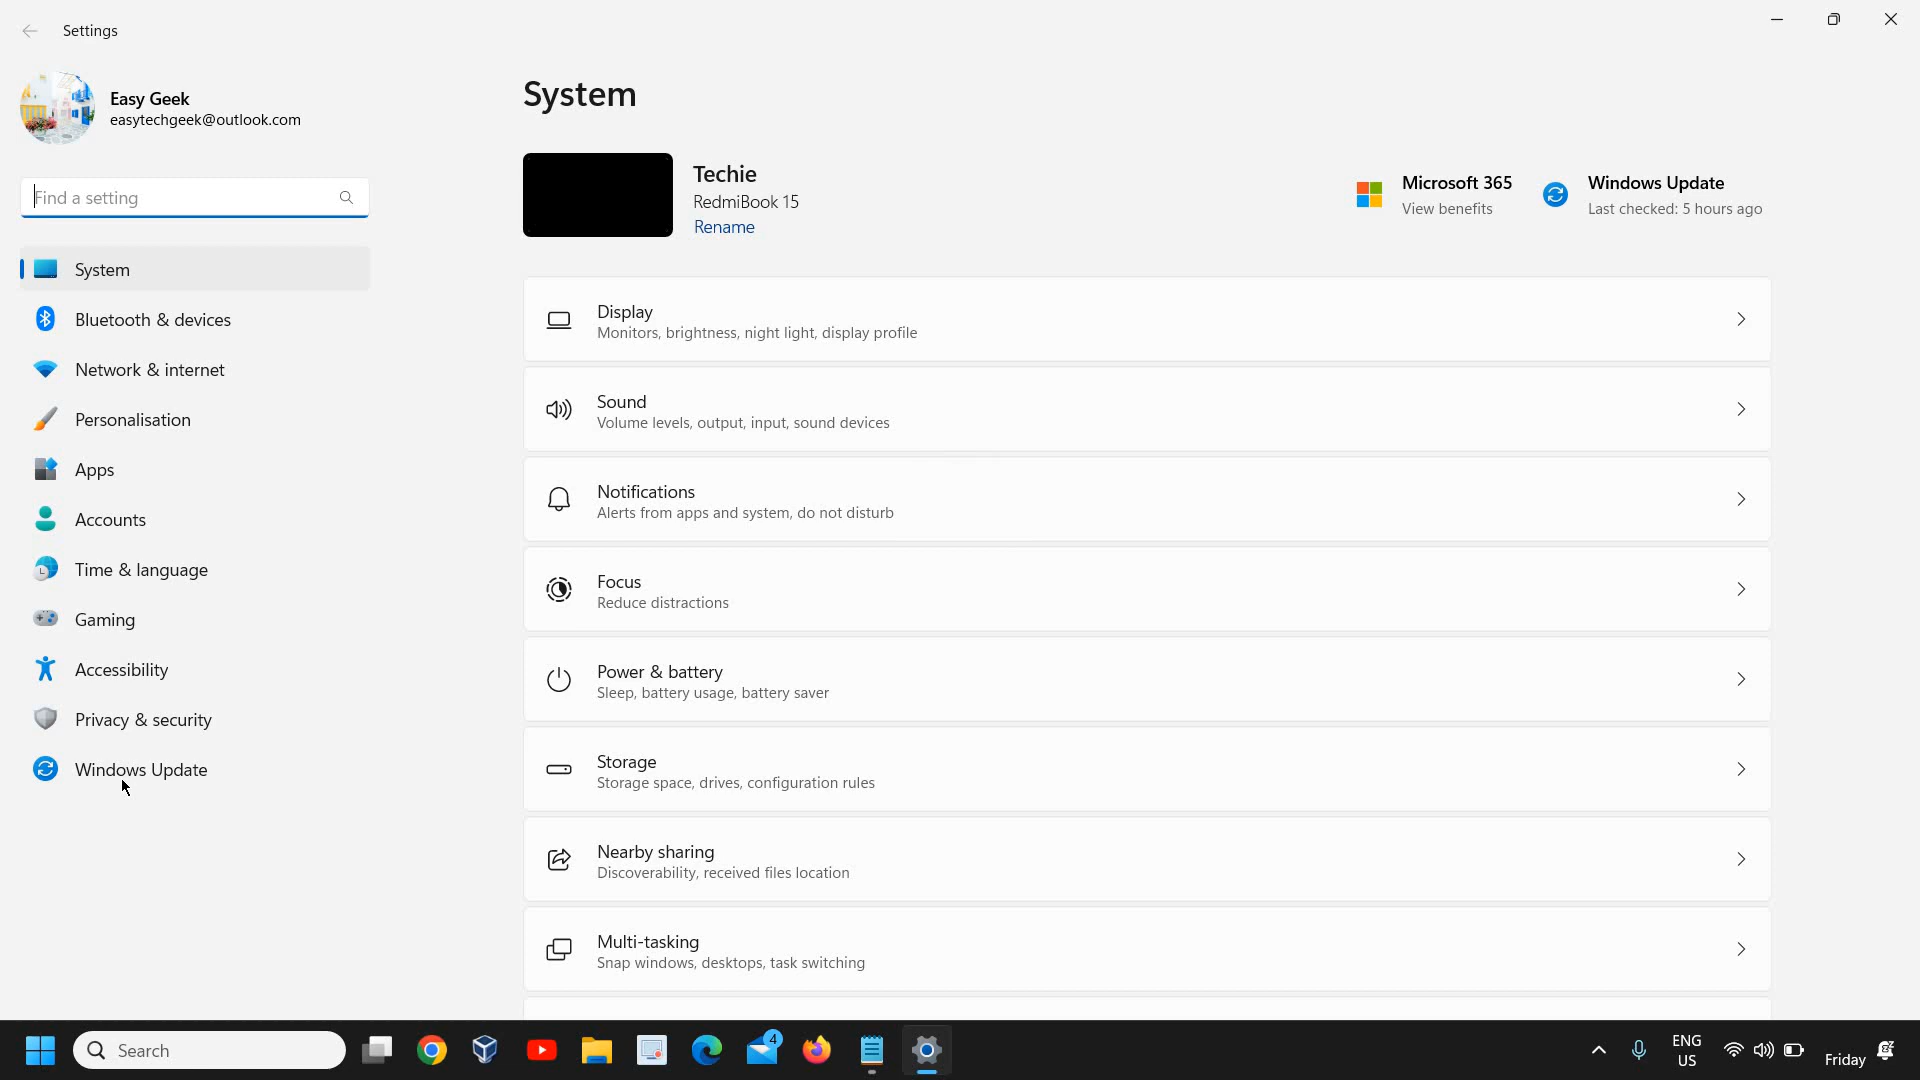 Settings
Easy Geek
easytechgeek@outlook.com
Find a setting
System
Bluetooth & devices
Network & internet
Personalisation
Apps
Accounts
Time & language
Gaming
Accessibility
Privacy & security
Windows Update
System
Techie
RedmiBook 15
Rename
Microsoft 365
View benefits
Windows Update
Last checked: 5 hours ago
Display
Monitors, brightness, night light, display profile
Sound
Volume levels, output, input, sound devices
Notifications
Alerts from apps and system, do not disturb
Focus
Reduce distractions
Power & battery
Sleep, battery usage, battery saver
Storage
Storage space, drives, configuration rules
Nearby sharing
Discoverability, received files location
Multi-tasking
Snap windows, desktops, task switching
Search
4
ENG
US
Friday